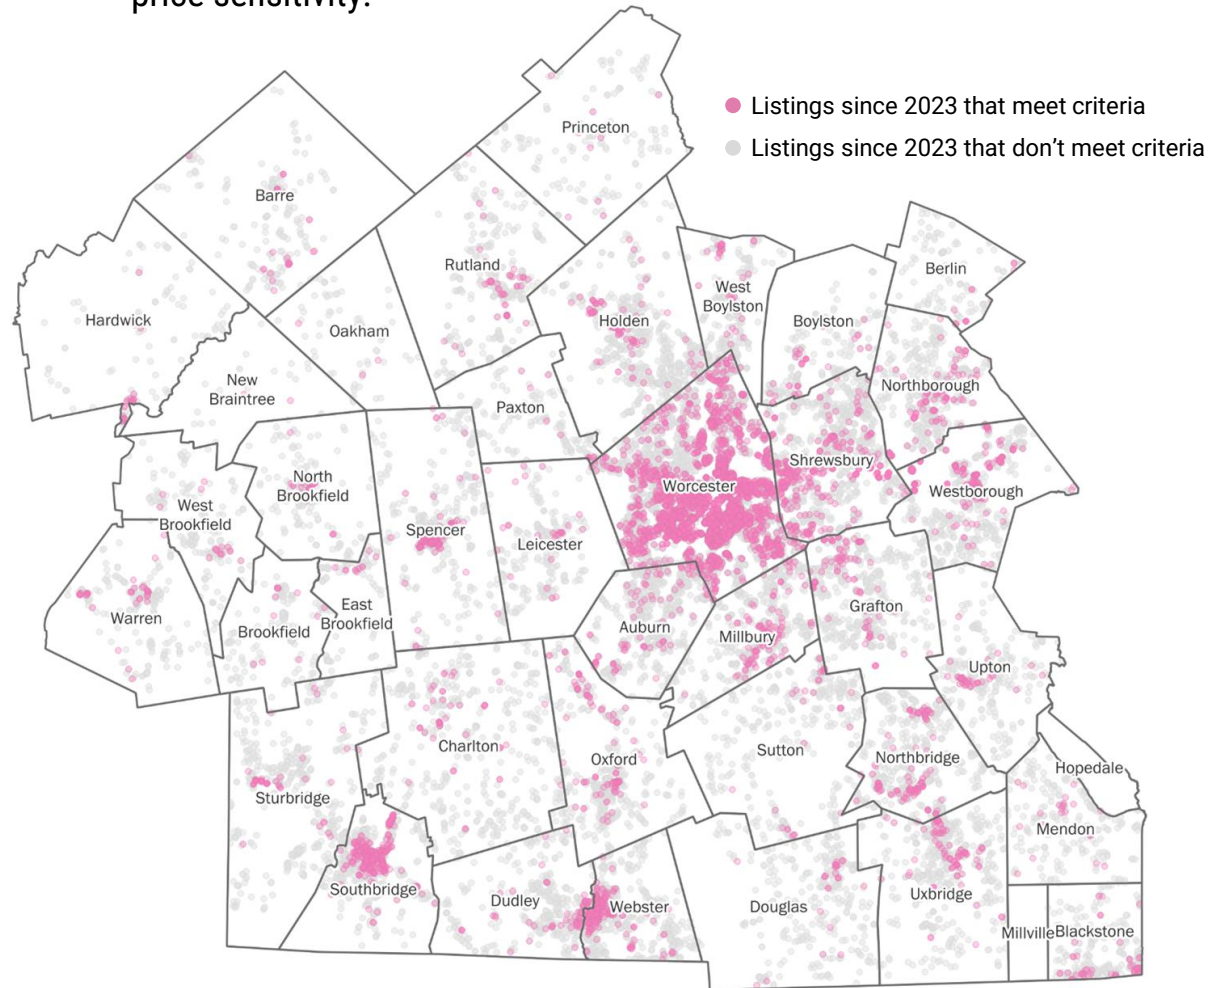 price sensitivity.
Listings since 2023 that meet criteria
Listings since 2023 that don't meet criteria
Princeton
Barre
Rutland
Berlin
West
Boylston
Hardwick
Oakham
Holden
Boylston
New
Braintree
Paxton
Northborough
Shrewsbury
North
Brookfield
Worcester
Westborough
West
Brookfield
Spencer
Leicester
Warren
Brookfield
East
Brookfield
Auburn
Millbury
Grafton
Upton
Charlton
Oxford
Sutton
Northbridge
Hopedale
Sturbridge
Mendon
Southbridge
Dudley
Webster
Douglas
Uxbridge
Millville
Blackstone